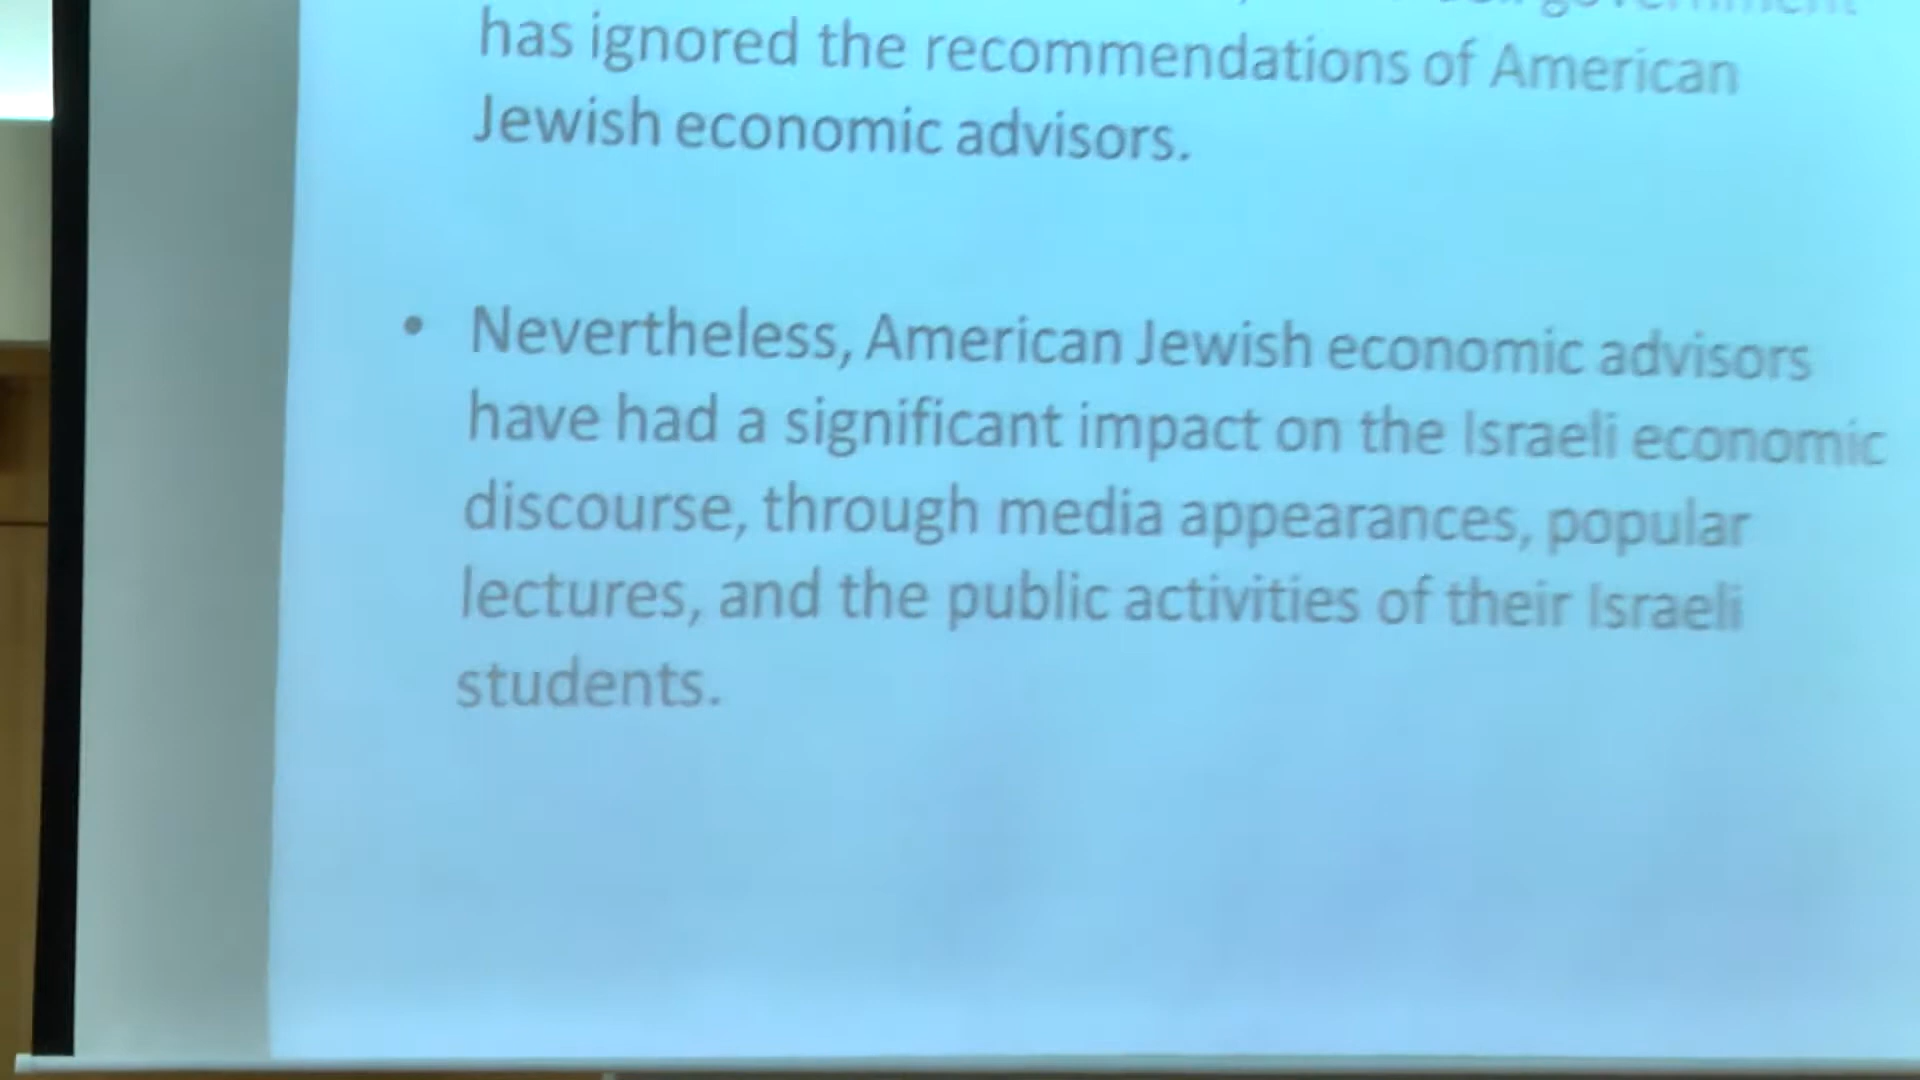 government
has ignored the recommendations of American
Jewish economic advisors.
• Nevertheless, American Jewish economic advisors
have had a significant impact on the Israeli economic
discourse, through media appearances, popular
lectures, and the public activities of their Israeli
students.